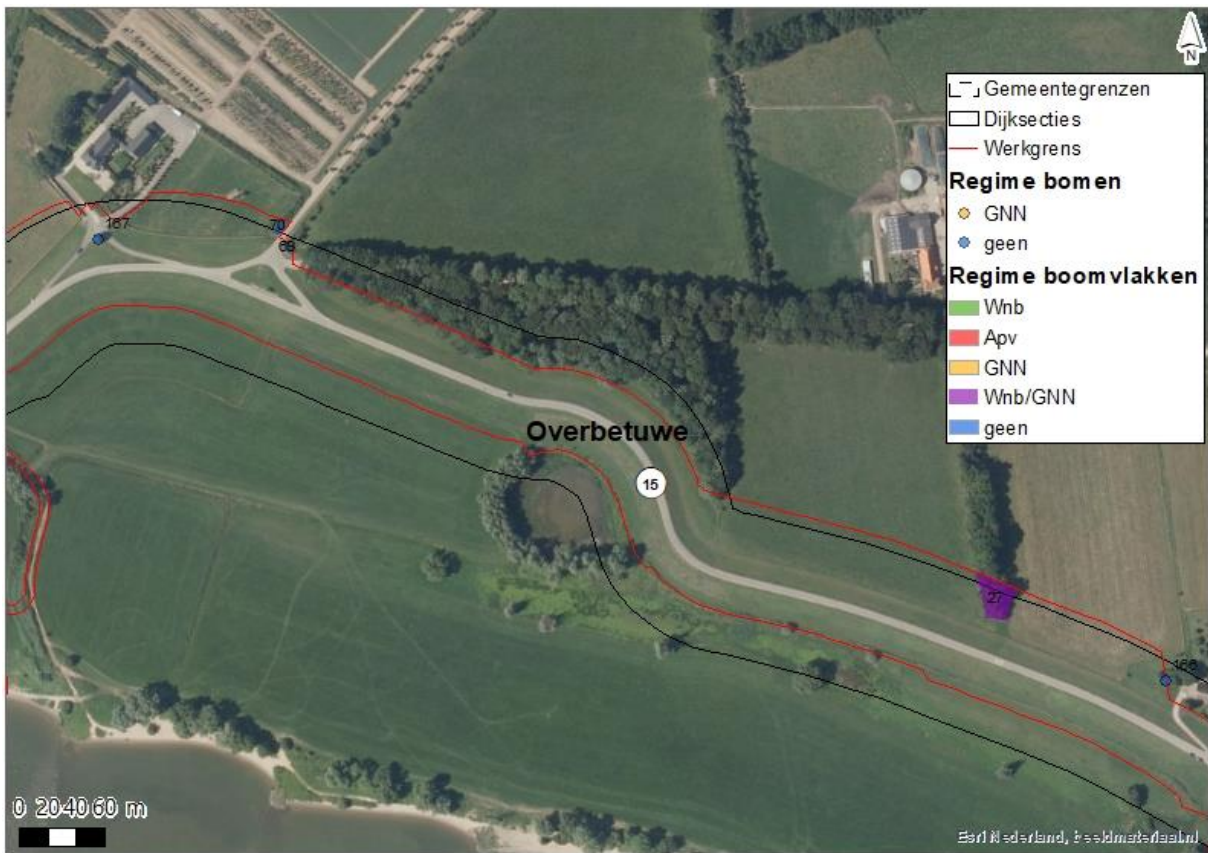 N
Gemeentegrenzen
Dijksecties
Werkgrens
Regime bomen
GNN
geen
Regime boomvlakken
Wnb
Apv
GNN
Wnb/GNN
geen
167
70
69
Overbetuwe
15
27
166
0 20 40 60 m
Esri Nederland, beeldmateriaal.nl